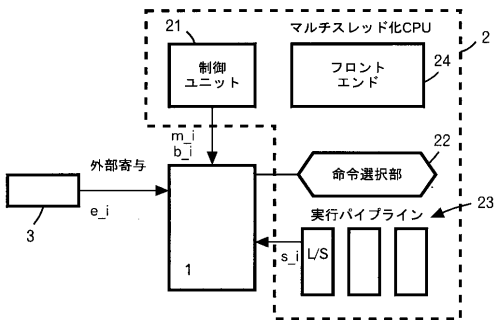 21
マルチスレッド化CPU
2
制御
ユニット
フロント
エンド
24
m_i
b_i
外部寄与
22
命令選択部
実行パイプライン
23
3
e_i
1
s_i
L/S